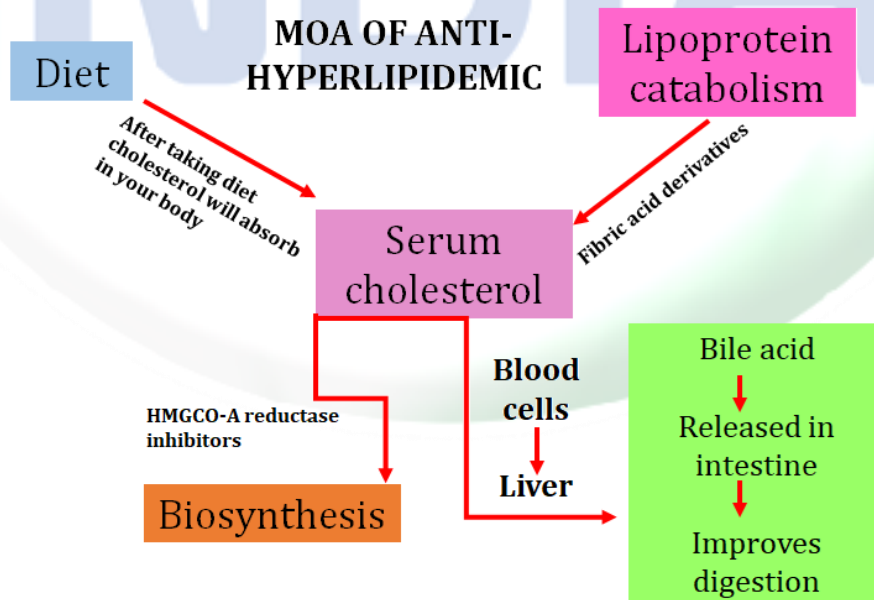 MOA OF ANTI-
HYPERLIPIDEMIC
Diet
Lipoprotein
catabolism
After taking diet
cholesterol will absorb
in your body
Fibric acid derivatives
Serum
cholesterol
HMGCO-A reductase
inhibitors
Biosynthesis
Blood
cells
Liver
Bile acid
Released in
intestine
Improves
digestion